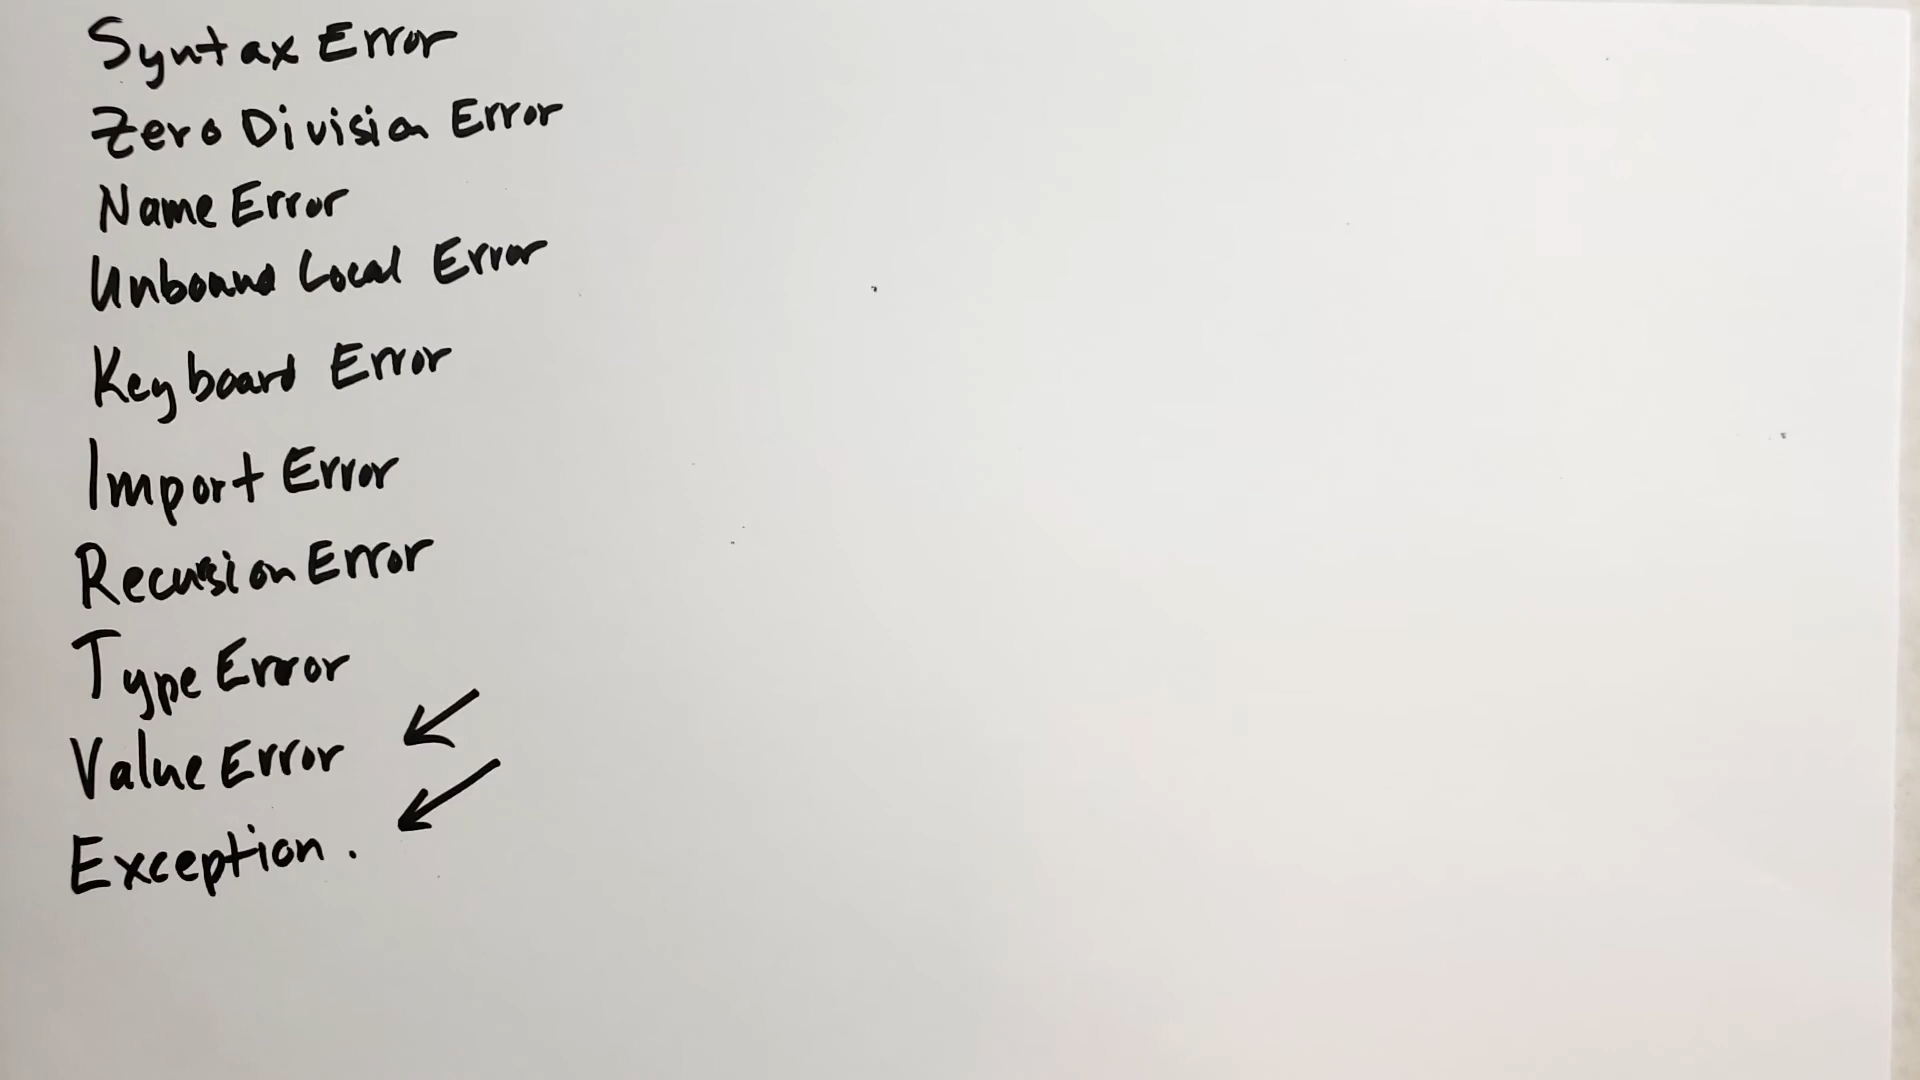 Syntax Error
Zero Division Error
Name Error
Unbound Local Error
Keyboard Error
Import Error
Recursion Error
Type Error
Value Error
Exception.